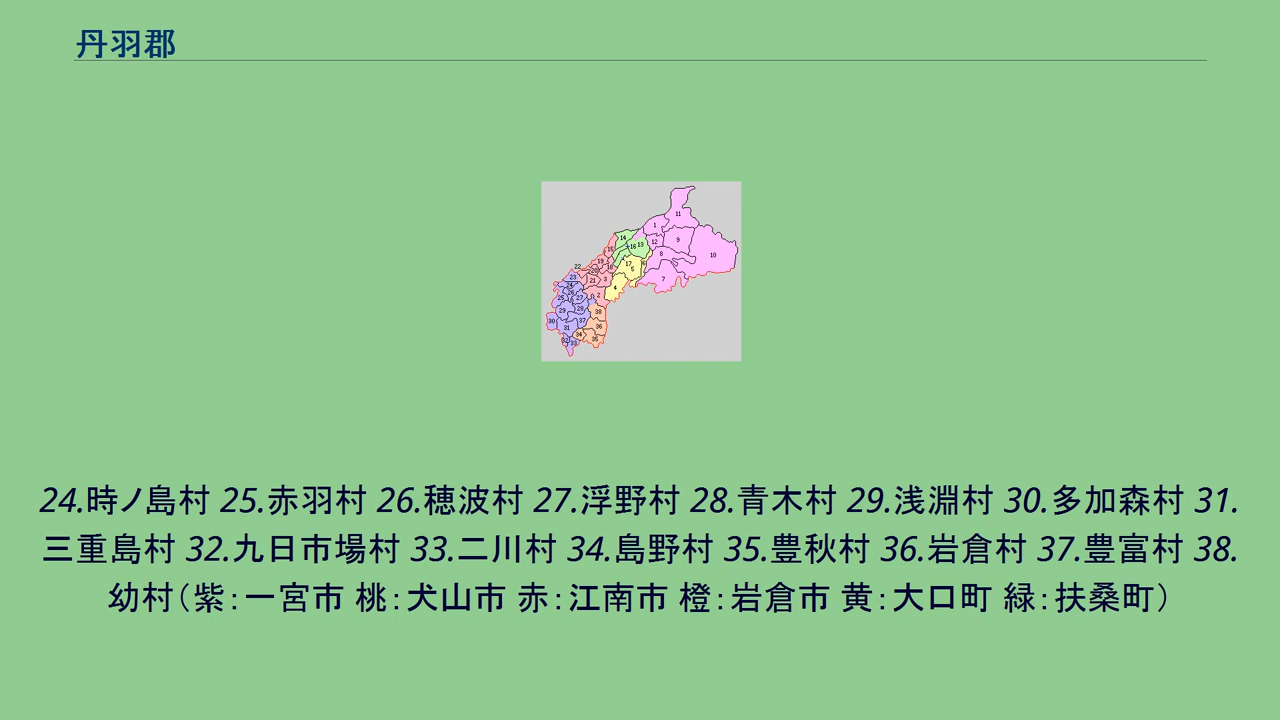 丹羽郡
24.時ノ島村 25.赤羽村 26.穂波村 27.浮野村 28.青木村 29.浅淵村 30.多加森村 31.
三重島村 32.九日市場村 33.二川村 34.島野村 35.豊秋村 36.岩倉村 37.豊富村 38.
幼村（紫：一宮市 桃：犬山市 赤：江南市 橙：岩倉市 黄：大口町 緑：扶桑町）